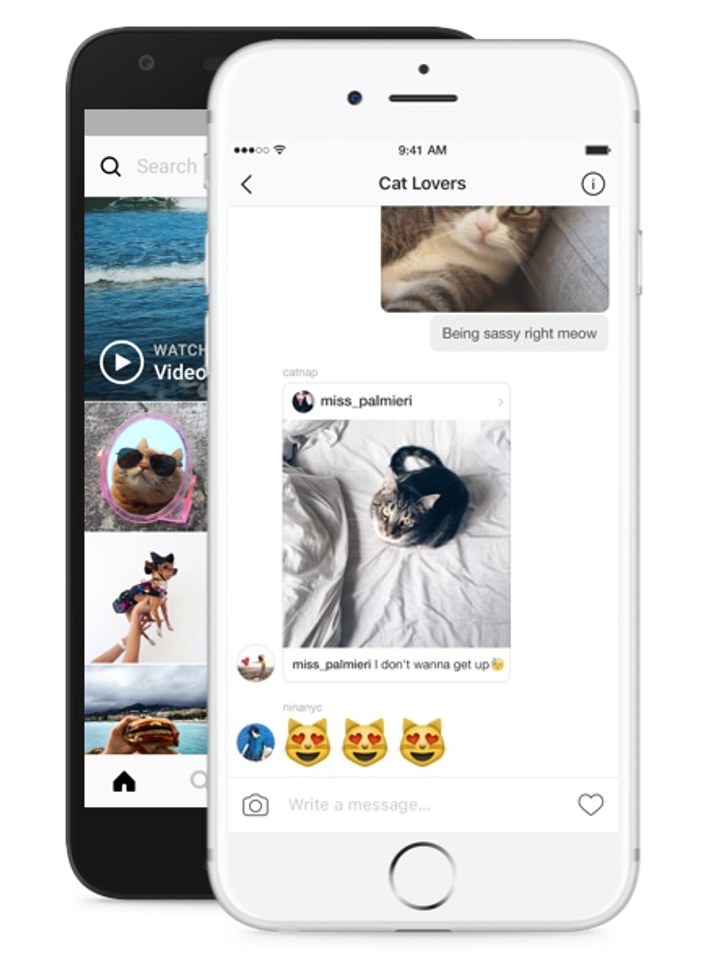 Search
WATCH
Video
9:41 AM
Cat Lovers
Being sassy right meow
catnap
miss_palmieri
miss_palmieri I don't wanna get up
ninanyc
Write a message...